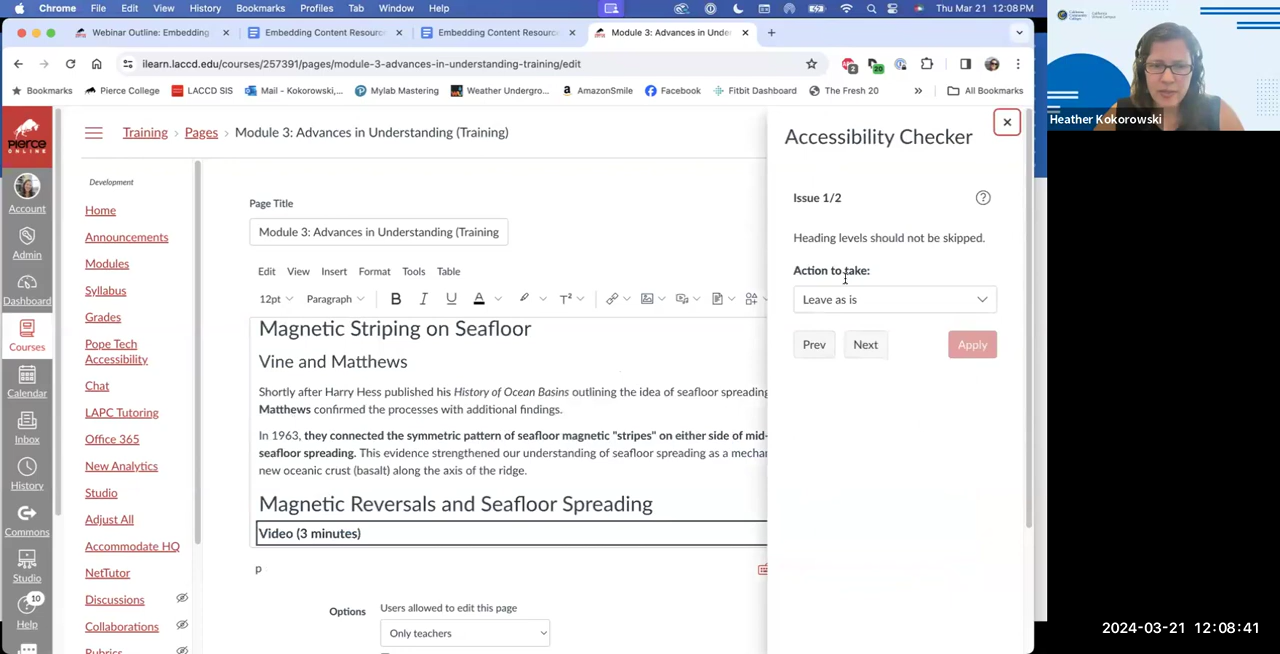 Chrome File Edit View History Bookmarks Profiles Tab Window Help Thu Mar 21 12:08 PM
Webinar Outline: Embedding × Embedding Content Resourc × Embedding Content Resourc × Module 3: Advances in Under ×
ilearn.laccd.edu/courses/257391/pages/module-3-advances-in-understanding-training/edit
2 20
Bookmarks Pierce College LACCD SIS Mail - Kokorowski,... Mylab Mastering Weather Undergro... AmazonSmile Facebook Fitbit Dashboard The Fresh 20 » All Bookmarks
Heather Kokorowski
PIERCE
ONLINE
Account
Admin
Dashboard
Courses
Calendar
Inbox
History
Commons
Studio
10
Help
Training › Pages › Module 3: Advances in Understanding (Training)
Development
Home
Announcements
Modules
Syllabus
Grades
Pope Tech
Accessibility
Chat
LAPC Tutoring
Office 365
New Analytics
Studio
Adjust All
Accommodate HQ
NetTutor
Discussions
Collaborations
Rubrics
Page Title
Module 3: Advances in Understanding (Training
Edit View Insert Format Tools Table
12pt Paragraph B I U A T²
Magnetic Striping on Seafloor
Vine and Matthews
Shortly after Harry Hess published his History of Ocean Basins outlining the idea of seafloor spreading
Matthews confirmed the processes with additional findings.
In 1963, they connected the symmetric pattern of seafloor magnetic "stripes" on either side of mid-
seafloor spreading. This evidence strengthened our understanding of seafloor spreading as a mechan
new oceanic crust (basalt) along the axis of the ridge.
Magnetic Reversals and Seafloor Spreading
Video (3 minutes)
p
Options Users allowed to edit this page
Only teachers
Accessibility Checker
Issue 1/2
Heading levels should not be skipped.
Action to take:
Leave as is
Prev Next Apply
2024-03-21 12:08:41